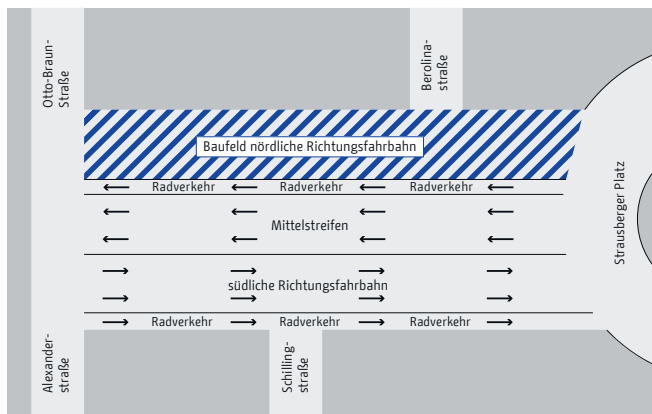 Otto-Braun-
Straße
Berolina-
straße
Baufeld nördliche Richtungsfahrbahn
Radverkehr
Radverkehr
Radverkehr
Mittelstreifen
Strausberger Platz
südliche Richtungsfahrbahn
Radverkehr
Radverkehr
Radverkehr
Alexander-
straße
Schilling-
straße